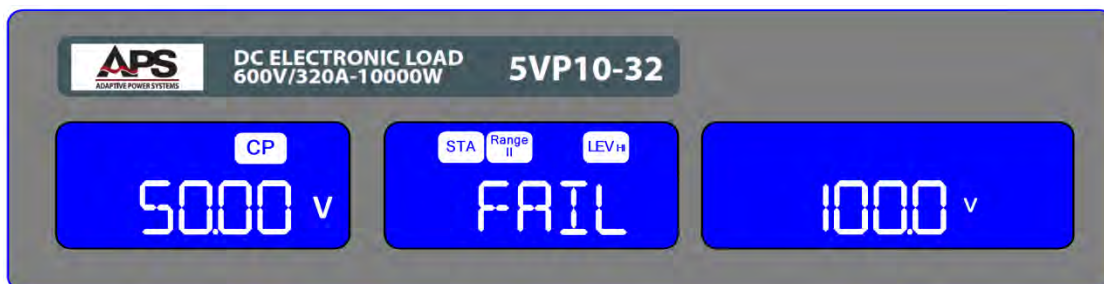 APS
ADAPTIVE POWER SYSTEMS
DC ELECTRONIC LOAD
600V/320A-10000W
5VP10-32
CP
50.00 V
STA Range II LEV HI
FAIL
100.0 V